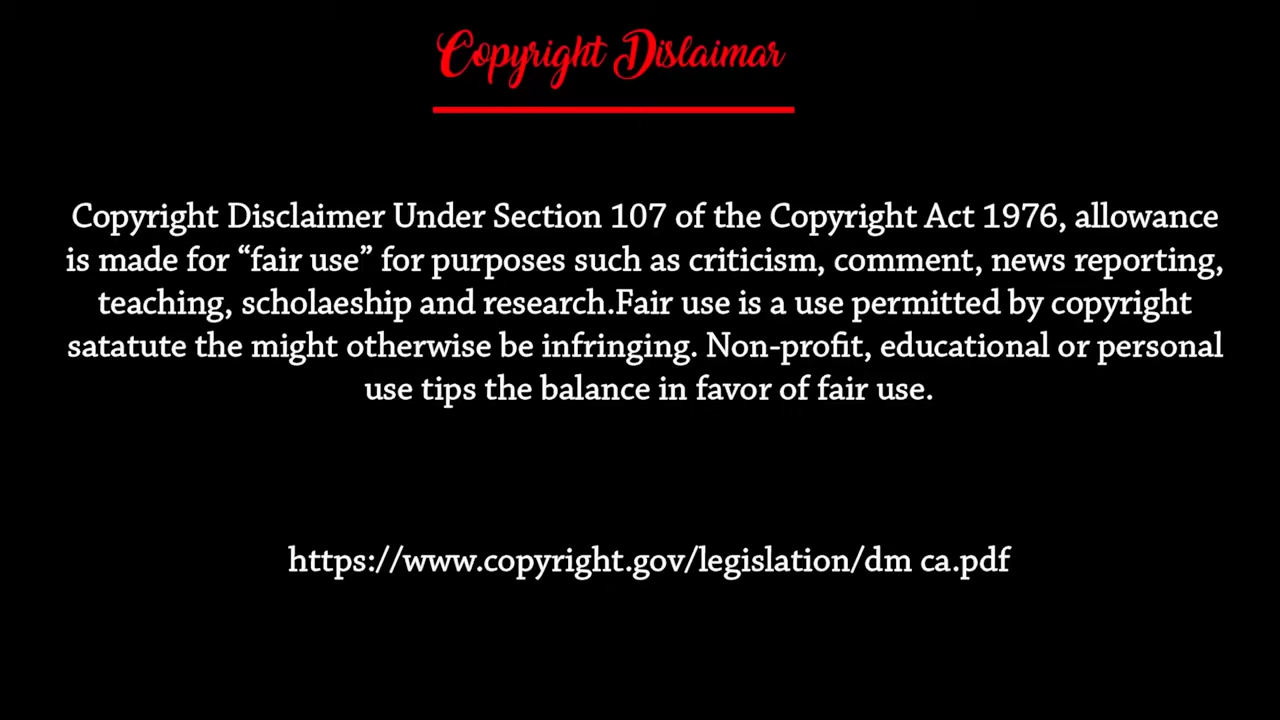 Copyright Dislaimar
Copyright Disclaimer Under Section 107 of the Copyright Act 1976, allowance
is made for “fair use” for purposes such as criticism, comment, news reporting,
teaching, scholaeship and research.Fair use is a use permitted by copyright
satatute the might otherwise be infringing. Non-profit, educational or personal
use tips the balance in favor of fair use.
https://www.copyright.gov/legislation/dm ca.pdf